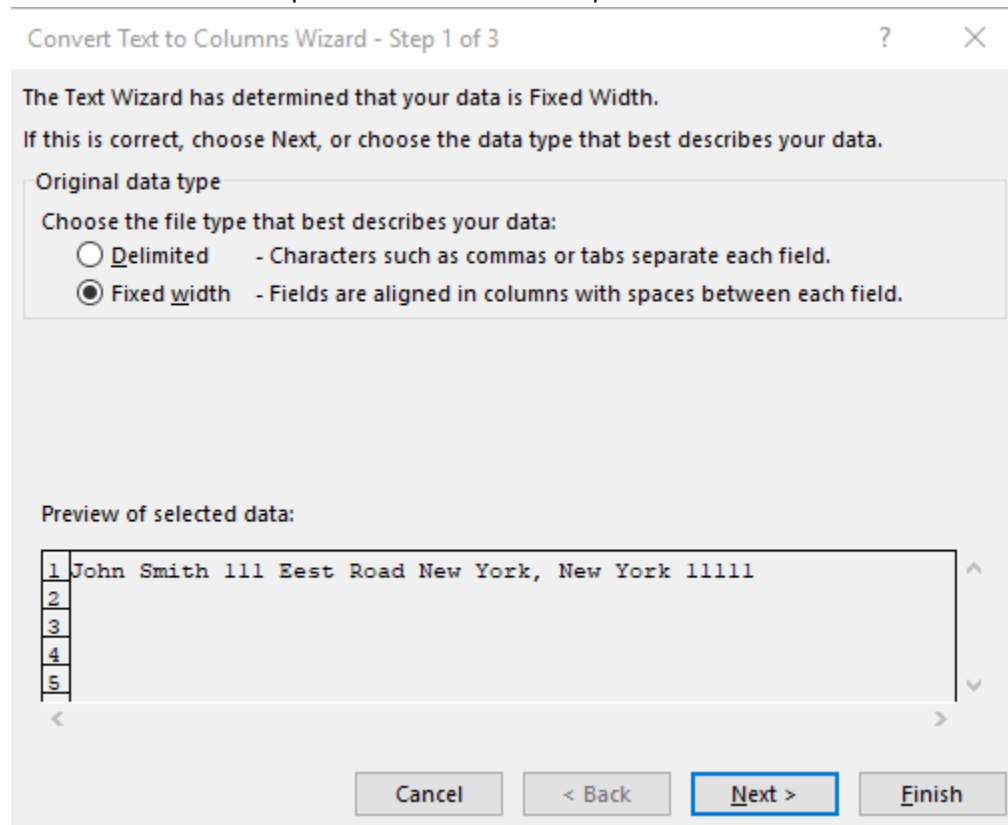 Convert Text to Columns Wizard - Step 1 of 3 ?
The Text Wizard has determined that your data is Fixed Width.
If this is correct, choose Next, or choose the data type that best describes your data.
Original data type
Choose the file type that best describes your data:
Delimited - Characters such as commas or tabs separate each field.
Fixed width - Fields are aligned in columns with spaces between each field.
Preview of selected data:
1 John Smith 111 Eest Road New York, New York 11111
2
3
4
5
Cancel < Back Next > Finish